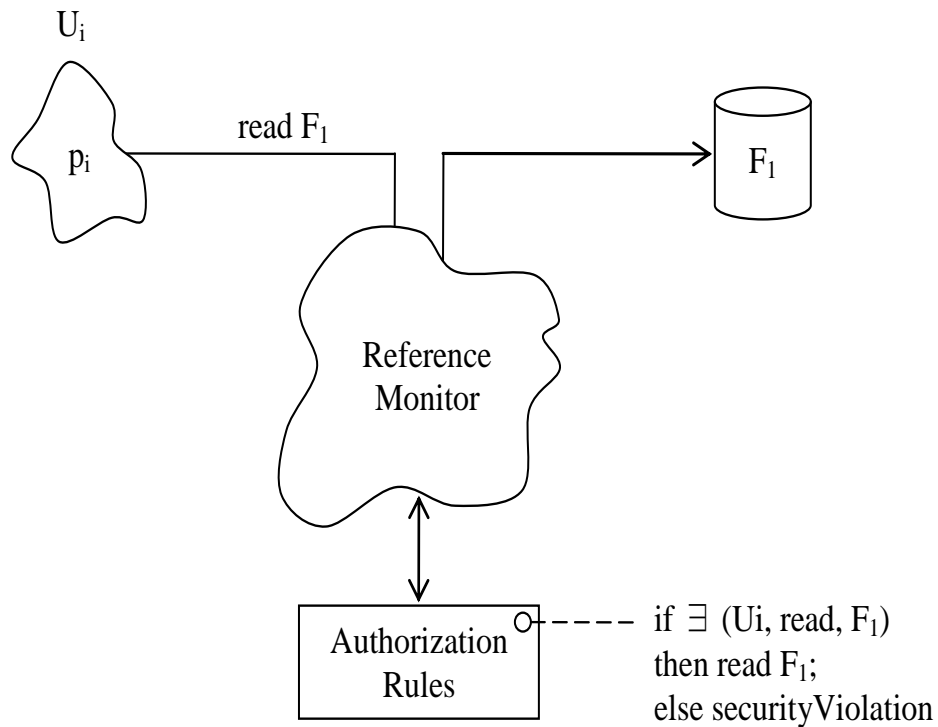 Uᵢ
read F₁
pᵢ
F₁
Reference
Monitor
Authorization
Rules
if ∃ (Ui, read, F₁)
then read F₁;
else securityViolation